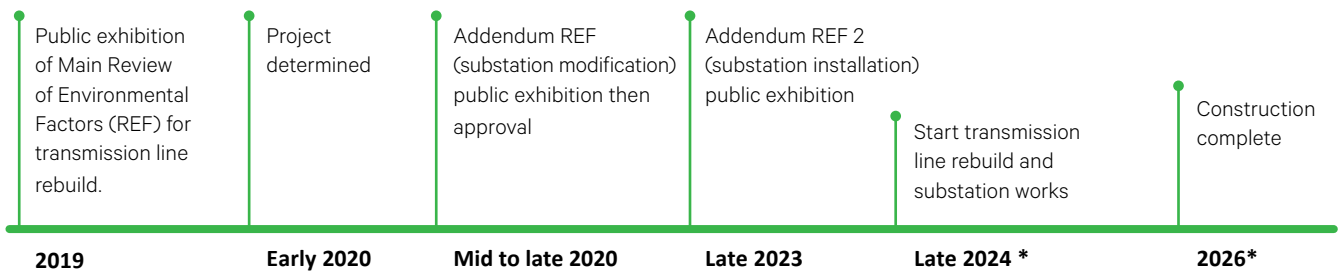 Public exhibition
of Main Review
of Environmental
Factors (REF) for
transmission line
rebuild.
2019
Project
determined
Early 2020
Addendum REF
(substation modification)
public exhibition then
approval
Mid to late 2020
Addendum REF 2
(substation installation)
public exhibition
Late 2023
Start transmission
line rebuild and
substation works
Late 2024 *
Construction
complete
2026*